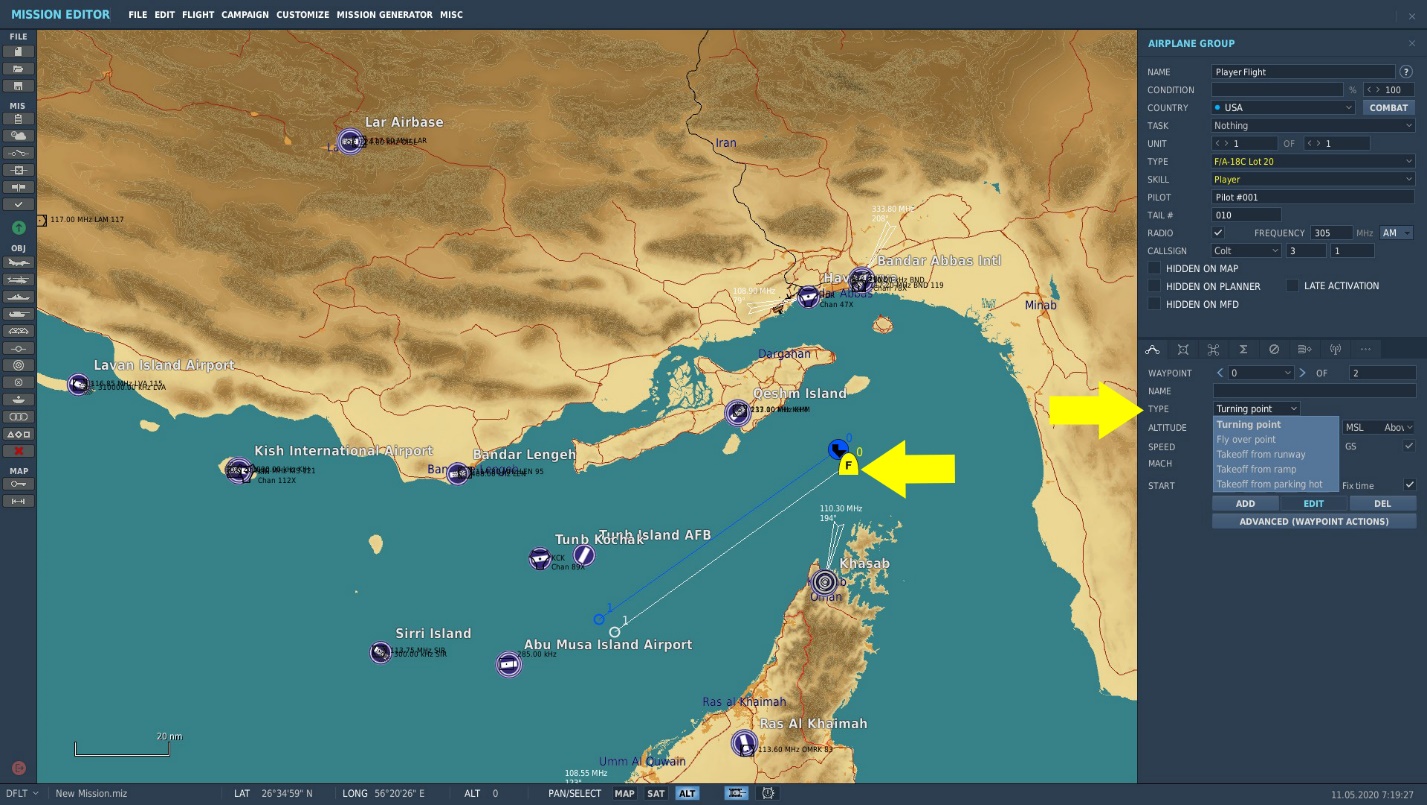 MISSION EDITOR
FILE EDIT FLIGHT CAMPAIGN CUSTOMIZE MISSION GENERATOR MISC
FILE
MIS
OBJ
MAP
Lar Airbase
Iran
117.00 MHz LAM 117
333.80 MHz
208°
Bandar Abbas Intl
Chan 78X
108.90 MHz
Chan 47X
Minab
Lavan Island Airport
Dargahan
Qeshm Island
Kish International Airport
Chan 112X
Bandar Lengeh
0
0
F
110.30 MHz
194°
Tunb Island AFB
Tunb Kochak
KCK
Chan 89X
Khasab
Oman
1
1
Sirri Island
Abu Musa Island Airport
285.00 kHz
Ras al Khaimah
Ras Al Khaimah
113.60 MHz OMRK 83
Umm Al Quwain
108.55 MHz
20 nm
AIRPLANE GROUP
NAME Player Flight ?
CONDITION % < > 100
COUNTRY USA COMBAT
TASK Nothing
UNIT < > 1 OF < > 1
TYPE F/A-18C Lot 20
SKILL Player
PILOT Pilot #001
TAIL # 010
RADIO FREQUENCY 305 MHz AM
CALLSIGN Colt 3 1
HIDDEN ON MAP
HIDDEN ON PLANNER LATE ACTIVATION
HIDDEN ON MFD
WAYPOINT 0 OF 2
NAME
TYPE Turning point
Turning point
Fly over point
Takeoff from runway
Takeoff from ramp
Takeoff from parking hot
ALTITUDE MSL
SPEED GS
MACH
START Fix time
ADD EDIT DEL
ADVANCED (WAYPOINT ACTIONS)
DFLT New Mission.miz LAT 26°34'59" N LONG 56°20'26" E ALT 0 PAN/SELECT MAP SAT ALT 11.05.2020 7:19:27